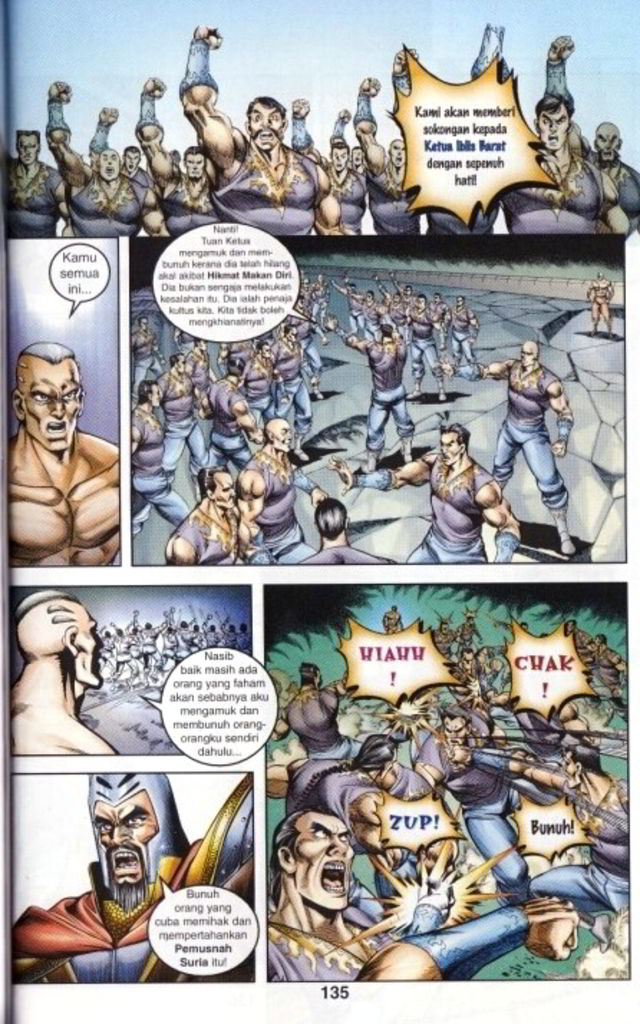 Kami akan memberi
sokongan kepada
Ketua Iblis Barat
dengan sepenuh
hati!
Kamu
semua
ini...
Nanti!
Tuan Ketua
mengamuk dan mem-
bunuh kerana dia telah hilang
akal akibat Hikmat Makan Diri.
Dia bukan sengaja melakukan
kesalahan itu. Dia ialah penaja
kultus kita. Kita tidak boleh
mengkhianatinya!
Nasib
baik masih ada
orang yang faham
akan sebabnya aku
mengamuk dan
membunuh orang-
orangku sendiri
dahulu...
HIAHH
!
CHAK
!
ZUP!
Bunuh!
Bunuh
orang yang
cuba memihak dan
mempertahankan
Pemusnah
Suria itu!
135